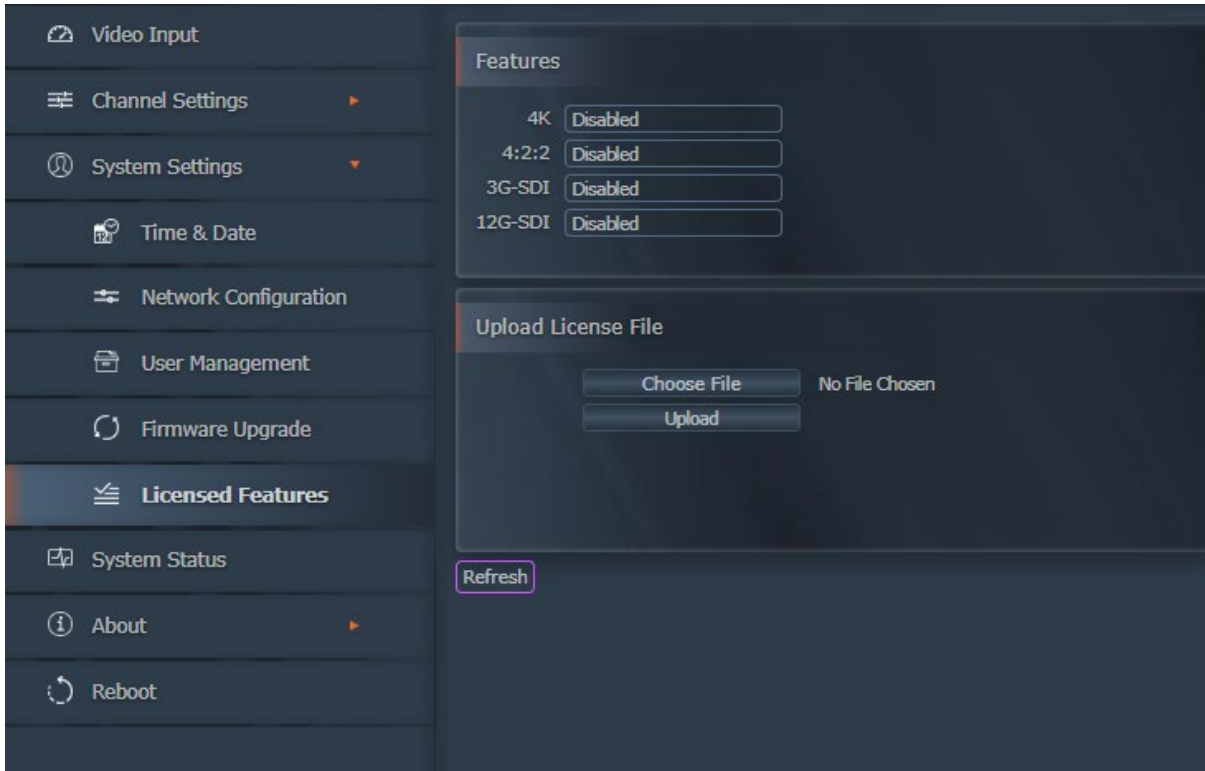 Video Input
Channel Settings
System Settings
Time & Date
Network Configuration
User Management
Firmware Upgrade
Licensed Features
System Status
About
Reboot
Features
4K Disabled
4:2:2 Disabled
3G-SDI Disabled
12G-SDI Disabled
Upload License File
Choose File No File Chosen
Upload
Refresh